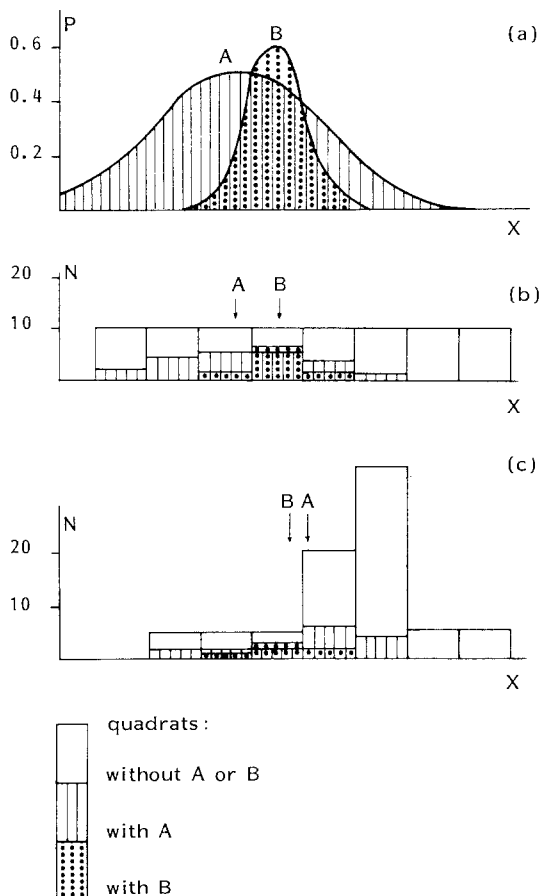 P
(a)
0.6
A
B
0.4
0.2
X
N
20
A
B
(b)
10
X
(c)
B A
N
20
10
X
quadrats:
without A or B
with A
with B